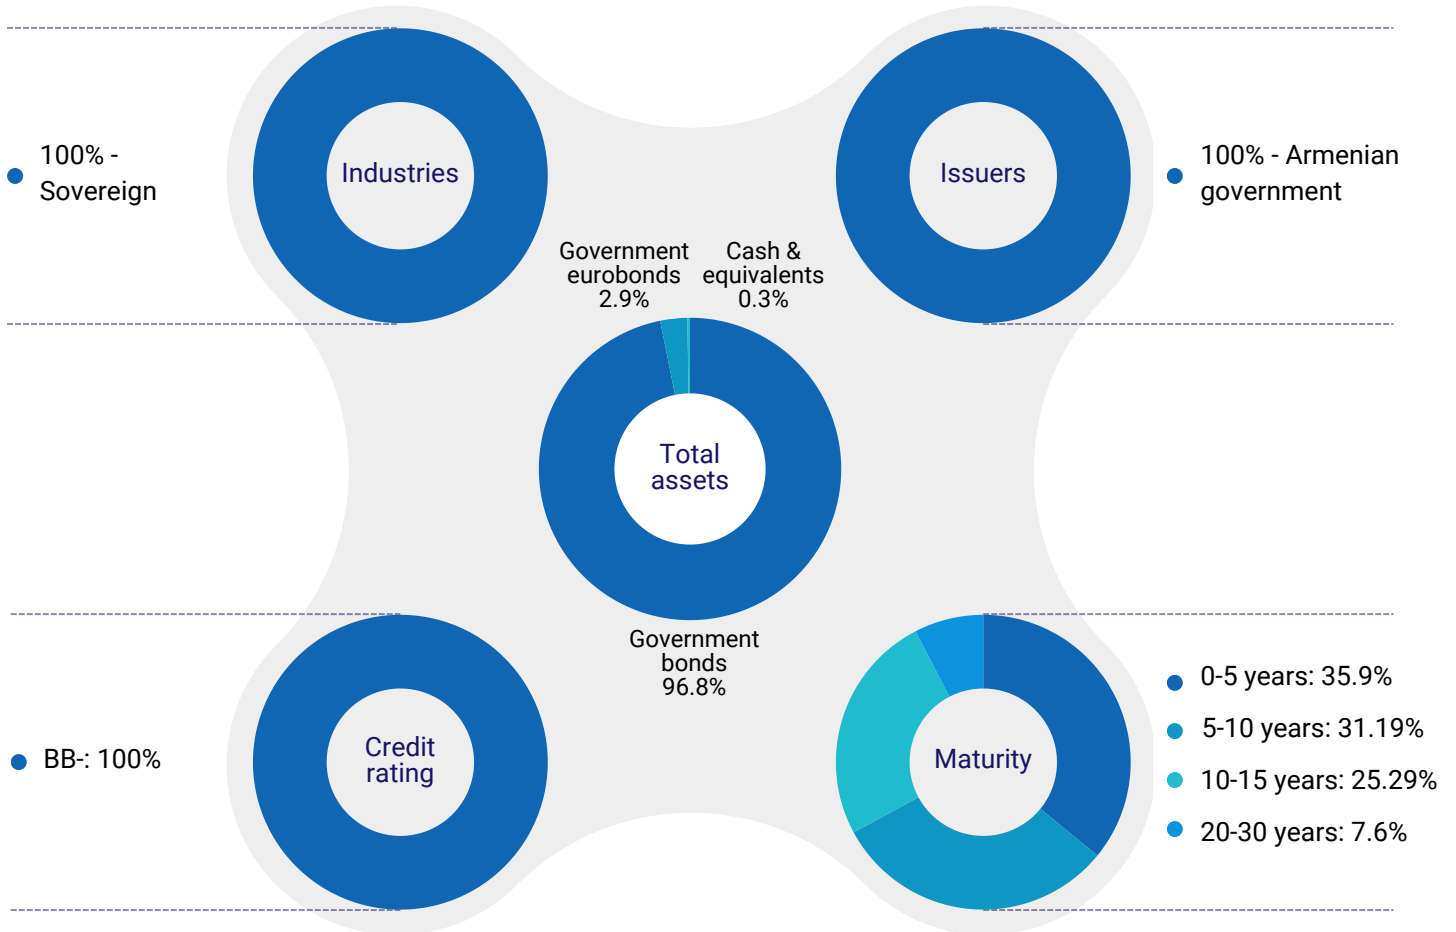 100% -
Sovereign
Industries
Issuers
100% - Armenian
government
Government
eurobonds
2.9%
Cash &
equivalents
0.3%
Total
assets
Government
bonds
96.8%
BB-: 100%
Credit
rating
Maturity
0-5 years: 35.9%
5-10 years: 31.19%
10-15 years: 25.29%
20-30 years: 7.6%